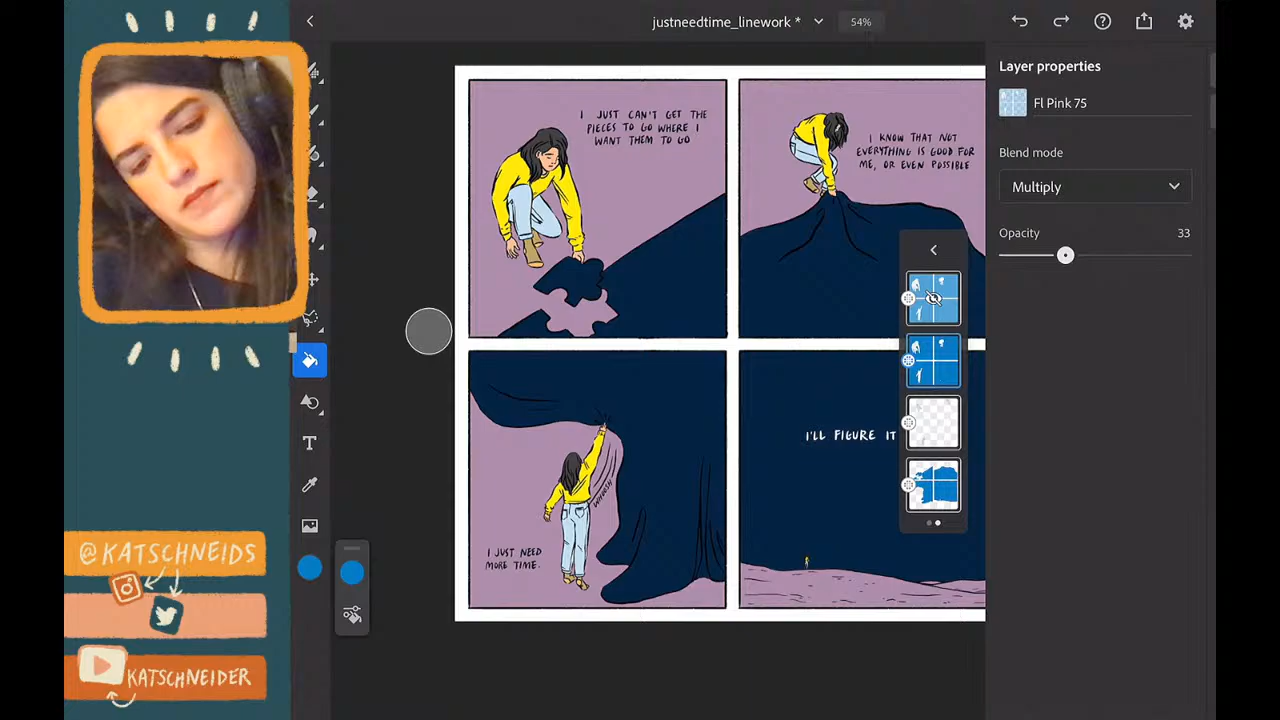 justneedtime_linework *
54%
Layer properties
Fl Pink 75
Blend mode
Multiply
Opacity
33
I JUST CAN'T GET THE
PIECES TO GO WHERE I
WANT THEM TO GO
I KNOW THAT NOT
EVERYTHING IS GOOD FOR
ME, OR EVEN POSSIBLE
WHOOSH
I JUST NEED
MORE TIME.
I'LL FIGURE IT
@KATSCHNEIDS
KATSCHNEIDER
T
?